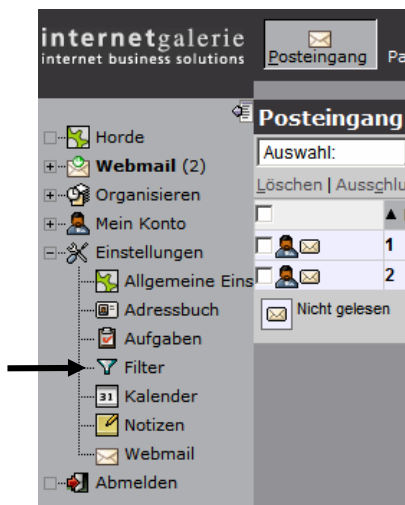 internetgalerie
internet business solutions
Posteingang
Pa
Posteingang
Auswahl:
Löschen | Ausschlu
▲
1
2
Nicht gelesen
Horde
Webmail (2)
Organisieren
Mein Konto
Einstellungen
Allgemeine Eins
Adressbuch
Aufgaben
Filter
31 Kalender
Notizen
Webmail
Abmelden